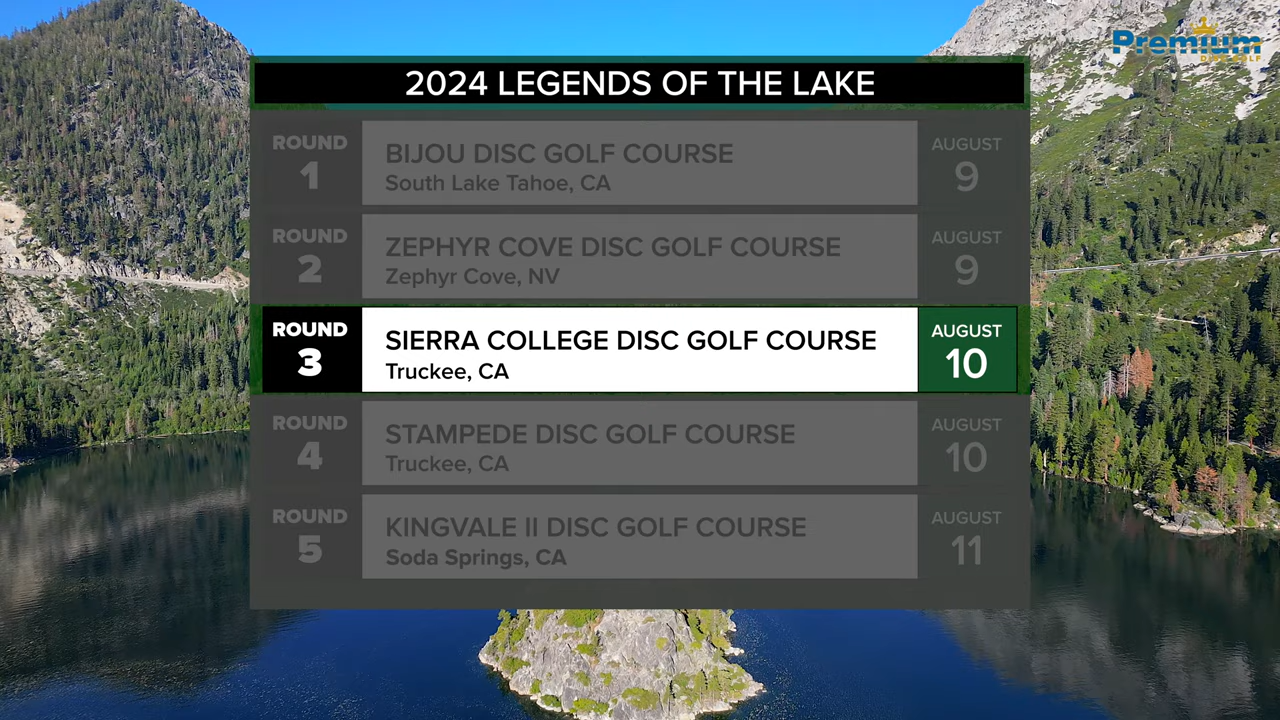 Premium
DISC GOLF
2024 LEGENDS OF THE LAKE
ROUND
1
BIJOU DISC GOLF COURSE
South Lake Tahoe, CA
AUGUST
9
ROUND
2
ZEPHYR COVE DISC GOLF COURSE
Zephyr Cove, NV
AUGUST
9
ROUND
3
SIERRA COLLEGE DISC GOLF COURSE
Truckee, CA
AUGUST
10
ROUND
4
STAMPEDE DISC GOLF COURSE
Truckee, CA
AUGUST
10
ROUND
5
KINGVALE II DISC GOLF COURSE
Soda Springs, CA
AUGUST
11